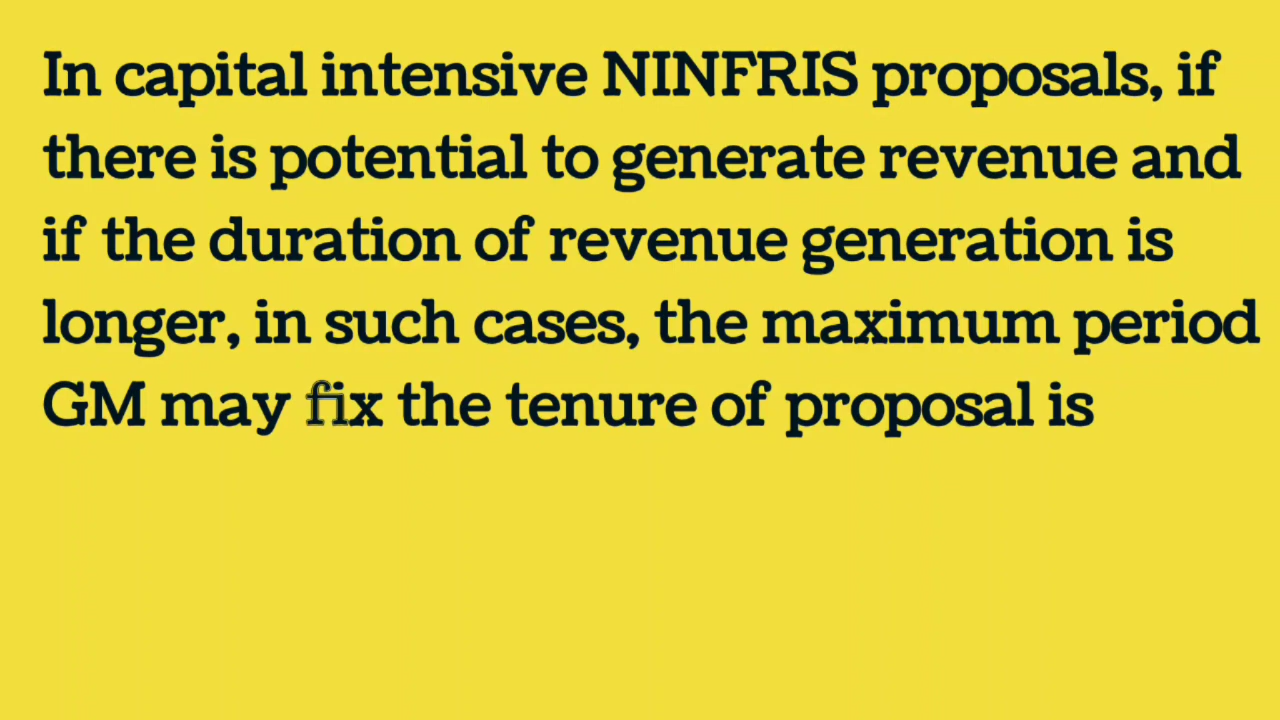 In capital intensive NINFRIS proposals, if
there is potential to generate revenue and
if the duration of revenue generation is
longer, in such cases, the maximum period
GM may fix the tenure of proposal is